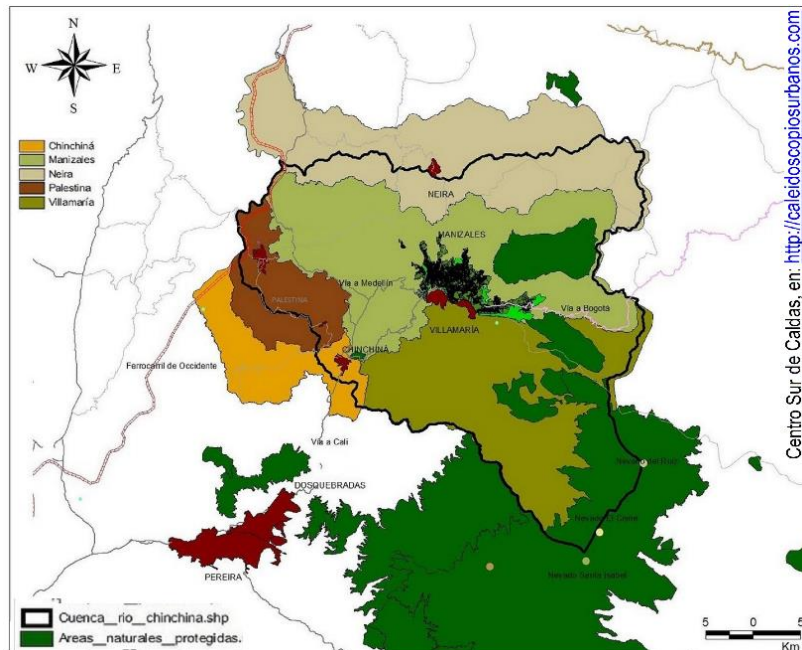 N
W E
S
Chinchiná
Manizales
Neira
Palestina
Villamaría
NEIRA
MANIZALES
Vía a Medellín
PALESTINA
Vía a Bogotá
VILLAMARÍA
CHINCHINÁ
Ferrocarril de Occidente
Vía a Cali
DOSQUEBRADAS
Nevado del Ruiz
Nevado El Cisne
Nevado Santa Isabel
PEREIRA
Cuenca__rio__chinchina.shp
Areas__naturales__protegidas.
5 0 5
Km
Centro Sur de Caldas, en: http://caleidoscopiosurbanos.com